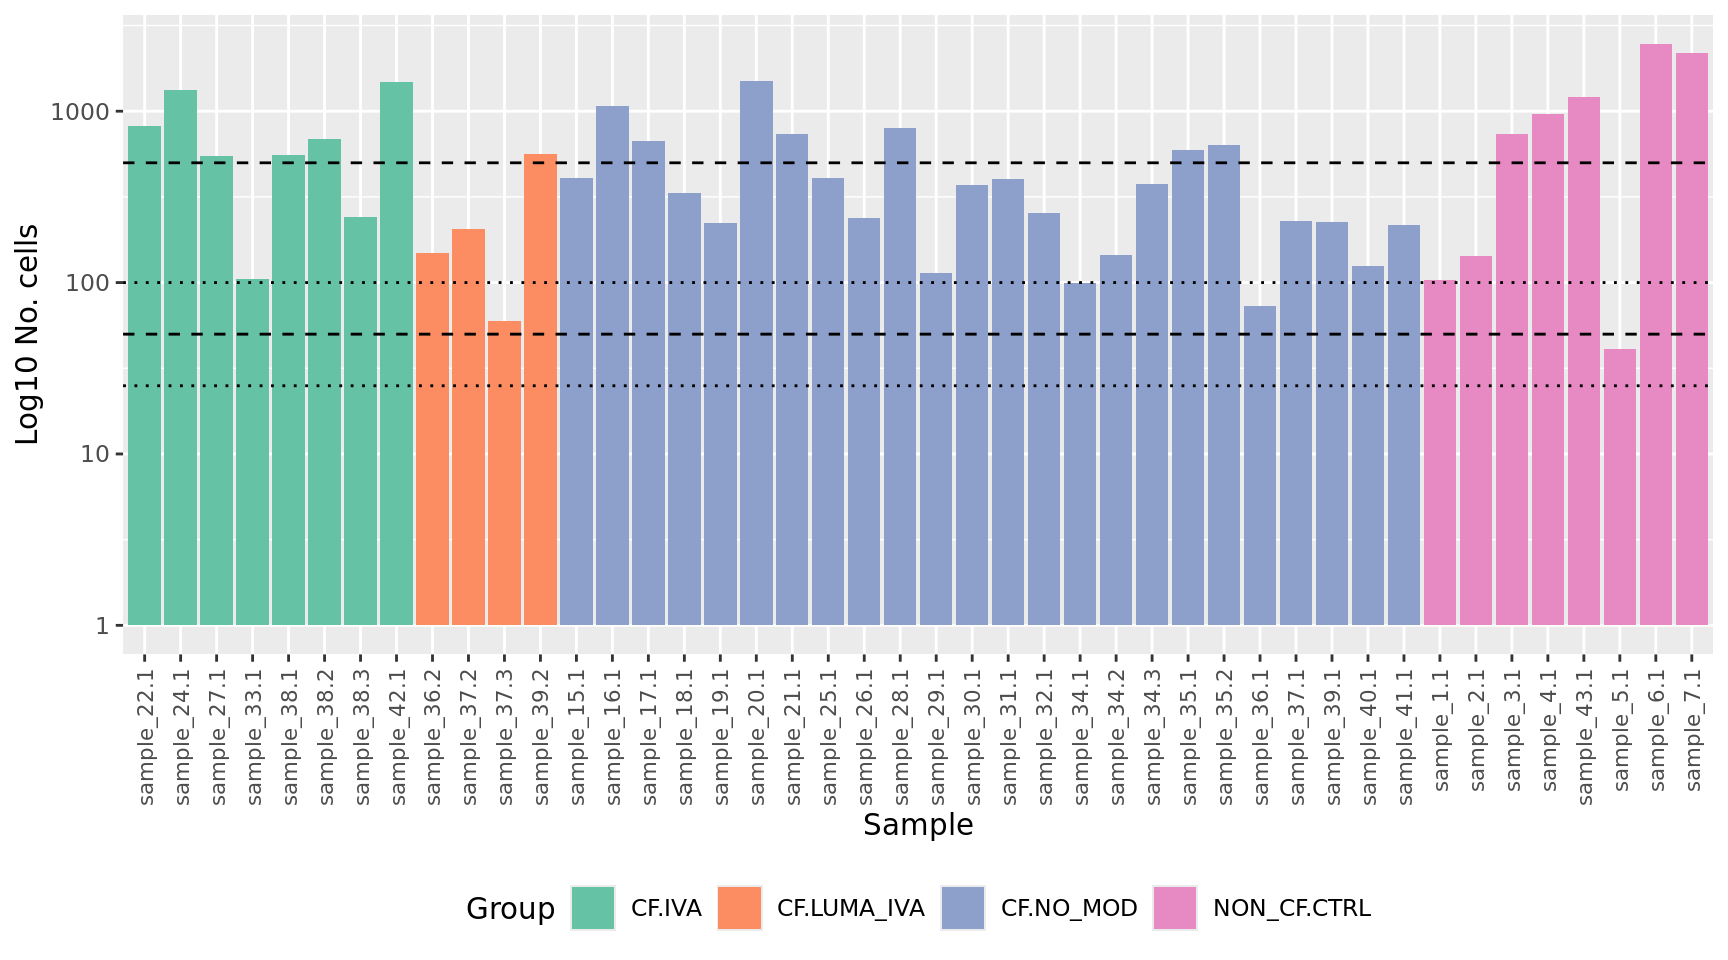 Log10 No. cells
1000
100
10
1
sample_22.1
sample_24.1
sample_27.1
sample_33.1
sample_38.1
sample_38.2
sample_38.3
sample_42.1
sample_36.2
sample_37.2
sample_37.3
sample_39.2
sample_15.1
sample_16.1
sample_17.1
sample_18.1
sample_19.1
sample_20.1
sample_21.1
sample_25.1
sample_26.1
sample_28.1
sample_29.1
sample_30.1
sample_31.1
sample_32.1
sample_34.1
sample_34.2
sample_34.3
sample_35.1
sample_35.2
sample_36.1
sample_37.1
sample_39.1
sample_40.1
sample_41.1
sample_1.1
sample_2.1
sample_3.1
sample_4.1
sample_43.1
sample_5.1
sample_6.1
sample_7.1
Sample
Group CF.IVA CF.LUMA_IVA CF.NO_MOD NON_CF.CTRL